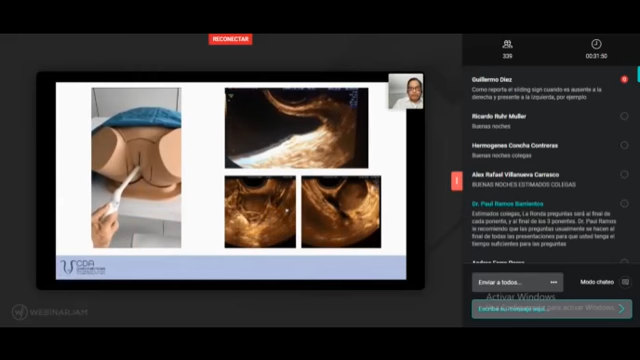 RECONECTAR
339
00:31:50
Guillermo Diez
Como reporta el sliding sign cuando es ausente a la
derecha y presente a la izquierda, por ejemplo
Ricardo Ruhr Muller
Buenas noches
Hermogenes Concha Contreras
Buenas noches colegas
Alex Rafael Villanueva Carrasco
BUENAS NOCHES ESTIMADOS COLEGAS
Dr. Paul Ramos Barrientos
Estimados colegas, La Ronda preguntas será al final de
cada ponente, y al final de los 3 ponentes. Dr. Paul Ramos
le recomiendo que las preguntas usualmente se hacen al
final de todas las presentaciones para que usted tenga el
tiempo suficientes para las preguntas
Enviar a todos...
Modo chateo
Activar Windows
para activar Windows.
CDA
WEBINARJAM